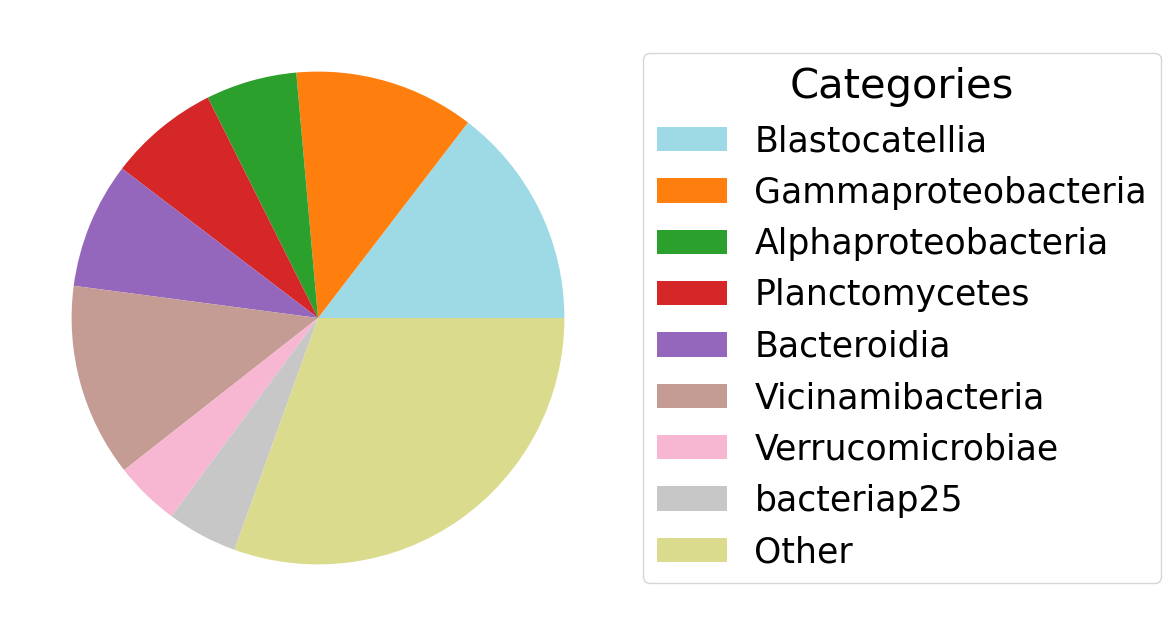 Categories
Blastocatellia
Gammaproteobacteria
Alphaproteobacteria
Planctomycetes
Bacteroidia
Vicinamibacteria
Verrucomicrobiae
bacteriap25
Other